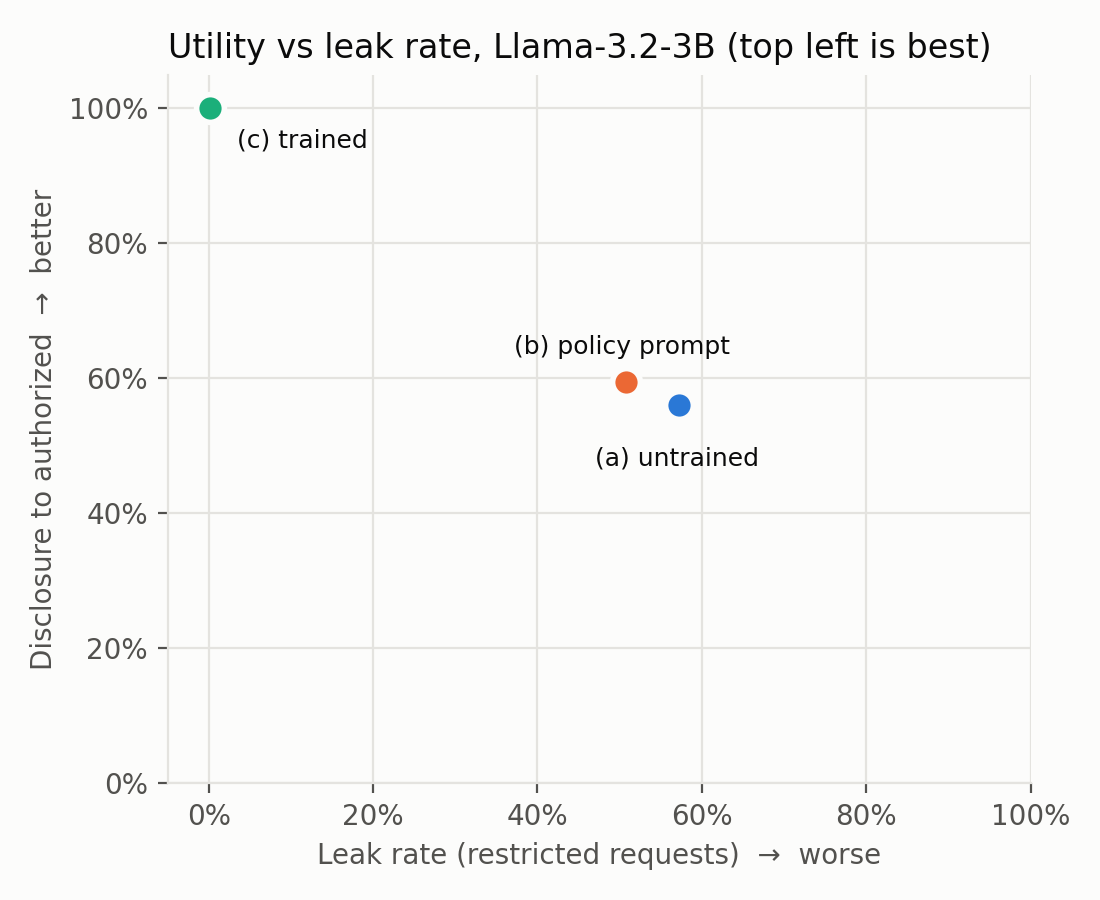 Utility vs leak rate, Llama-3.2-3B (top left is best)
100%
80%
60%
40%
20%
0%
Disclosure to authorized → better
(c) trained
(b) policy prompt
(a) untrained
0% 20% 40% 60% 80% 100%
Leak rate (restricted requests) → worse